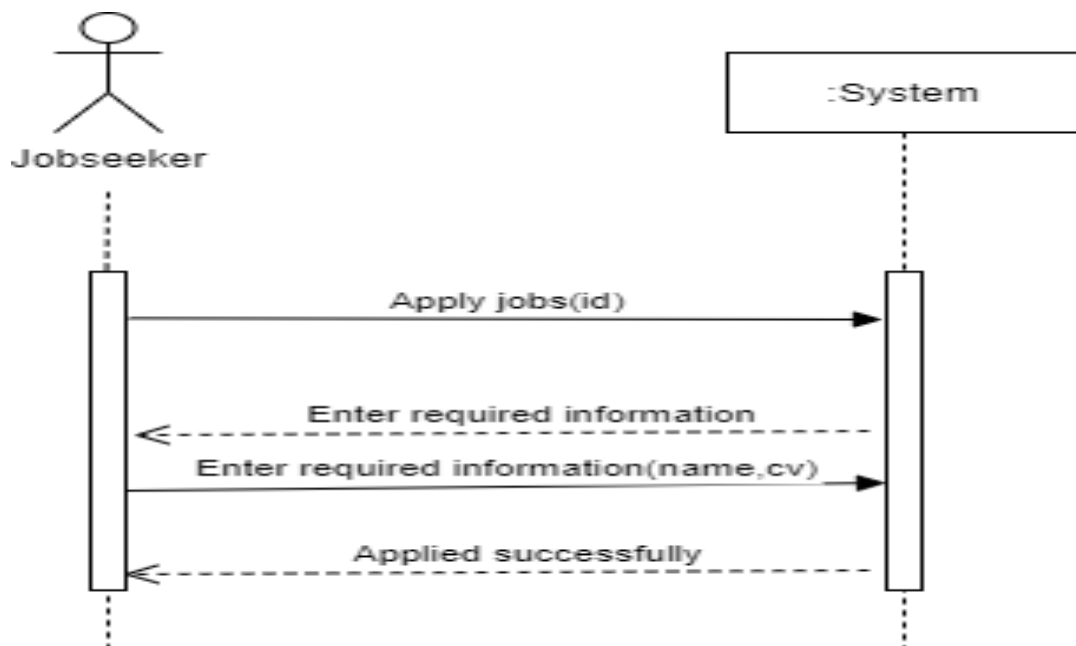 Jobseeker
:System
Apply jobs(id)
Enter required information
Enter required information(name,cv)
Applied successfully